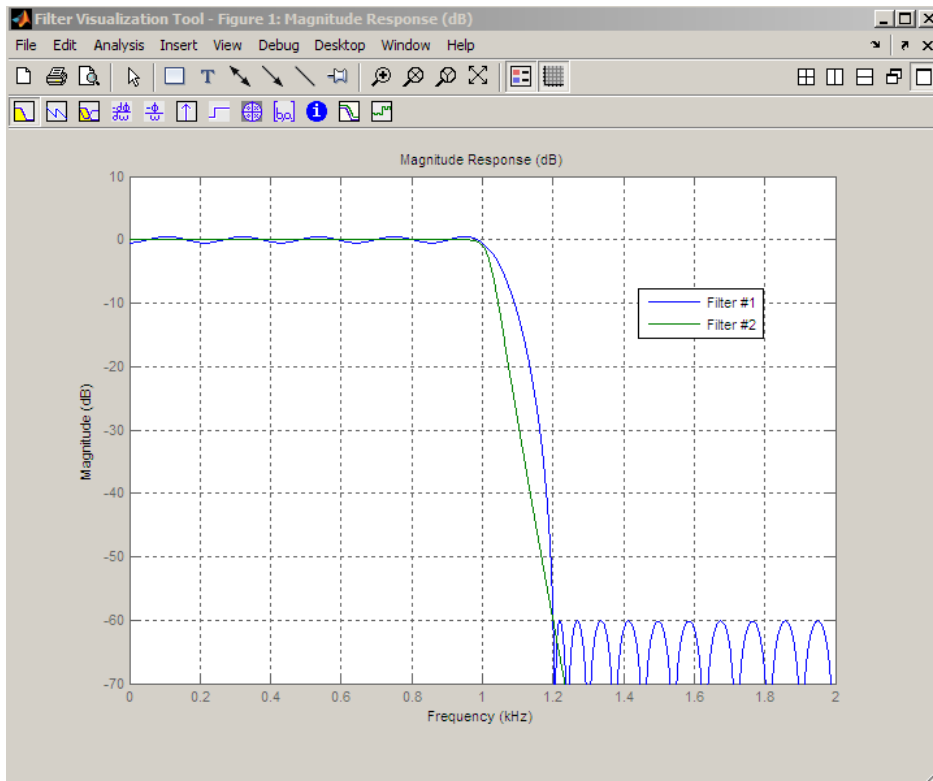 Filter Visualization Tool - Figure 1: Magnitude Response (dB)
File Edit Analysis Insert View Debug Desktop Window Help
T
[b,a]
i
Magnitude Response (dB)
10
0
-10
-20
-30
-40
-50
-60
-70
Magnitude (dB)
Filter #1
Filter #2
0 0.2 0.4 0.6 0.8 1 1.2 1.4 1.6 1.8 2
Frequency (kHz)